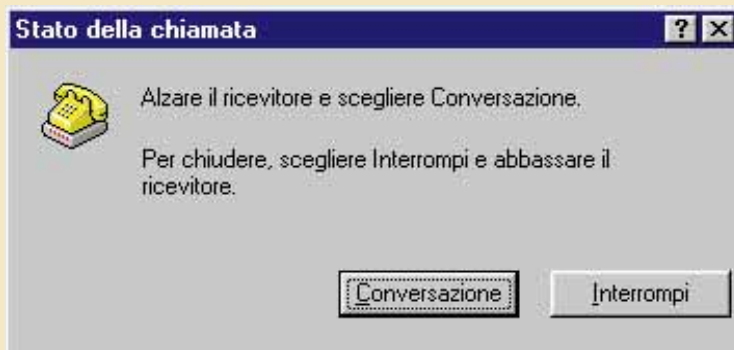 Stato della chiamata
Alzare il ricevitore e scegliere Conversazione.
Per chiudere, scegliere Interrompi e abbassare il
ricevitore.
Conversazione Interrompi